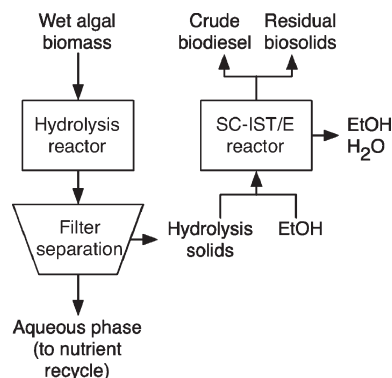 Wet algal
biomass
Hydrolysis
reactor
Filter
separation
Aqueous phase
(to nutrient
recycle)
Crude
biodiesel
Residual
biosolids
SC-IST/E
reactor
EtOH
H2O
Hydrolysis
solids
EtOH